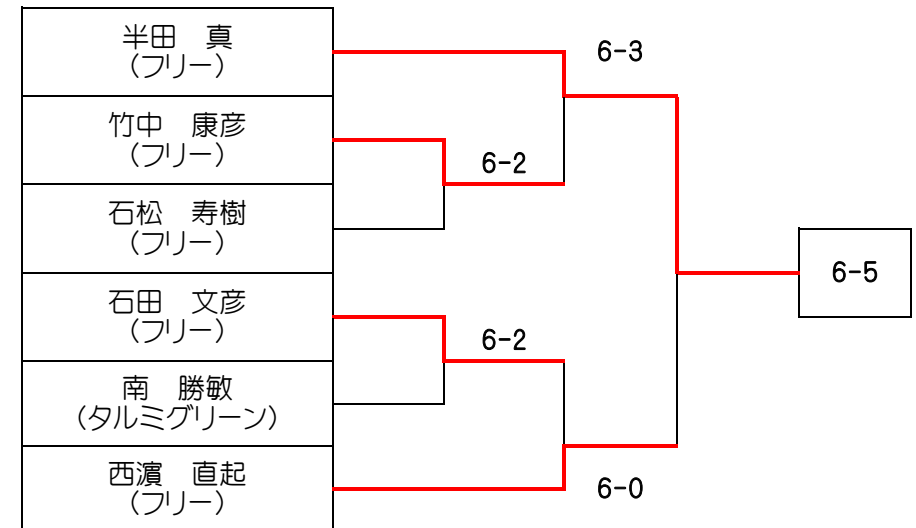 半田　真
（フリー）
6-3
竹中　康彦
（フリー）
6-2
石松　寿樹
（フリー）
6-5
石田　文彦
（フリー）
6-2
南　勝敏
（タルミグリーン）
西濵　直起
（フリー）
6-0